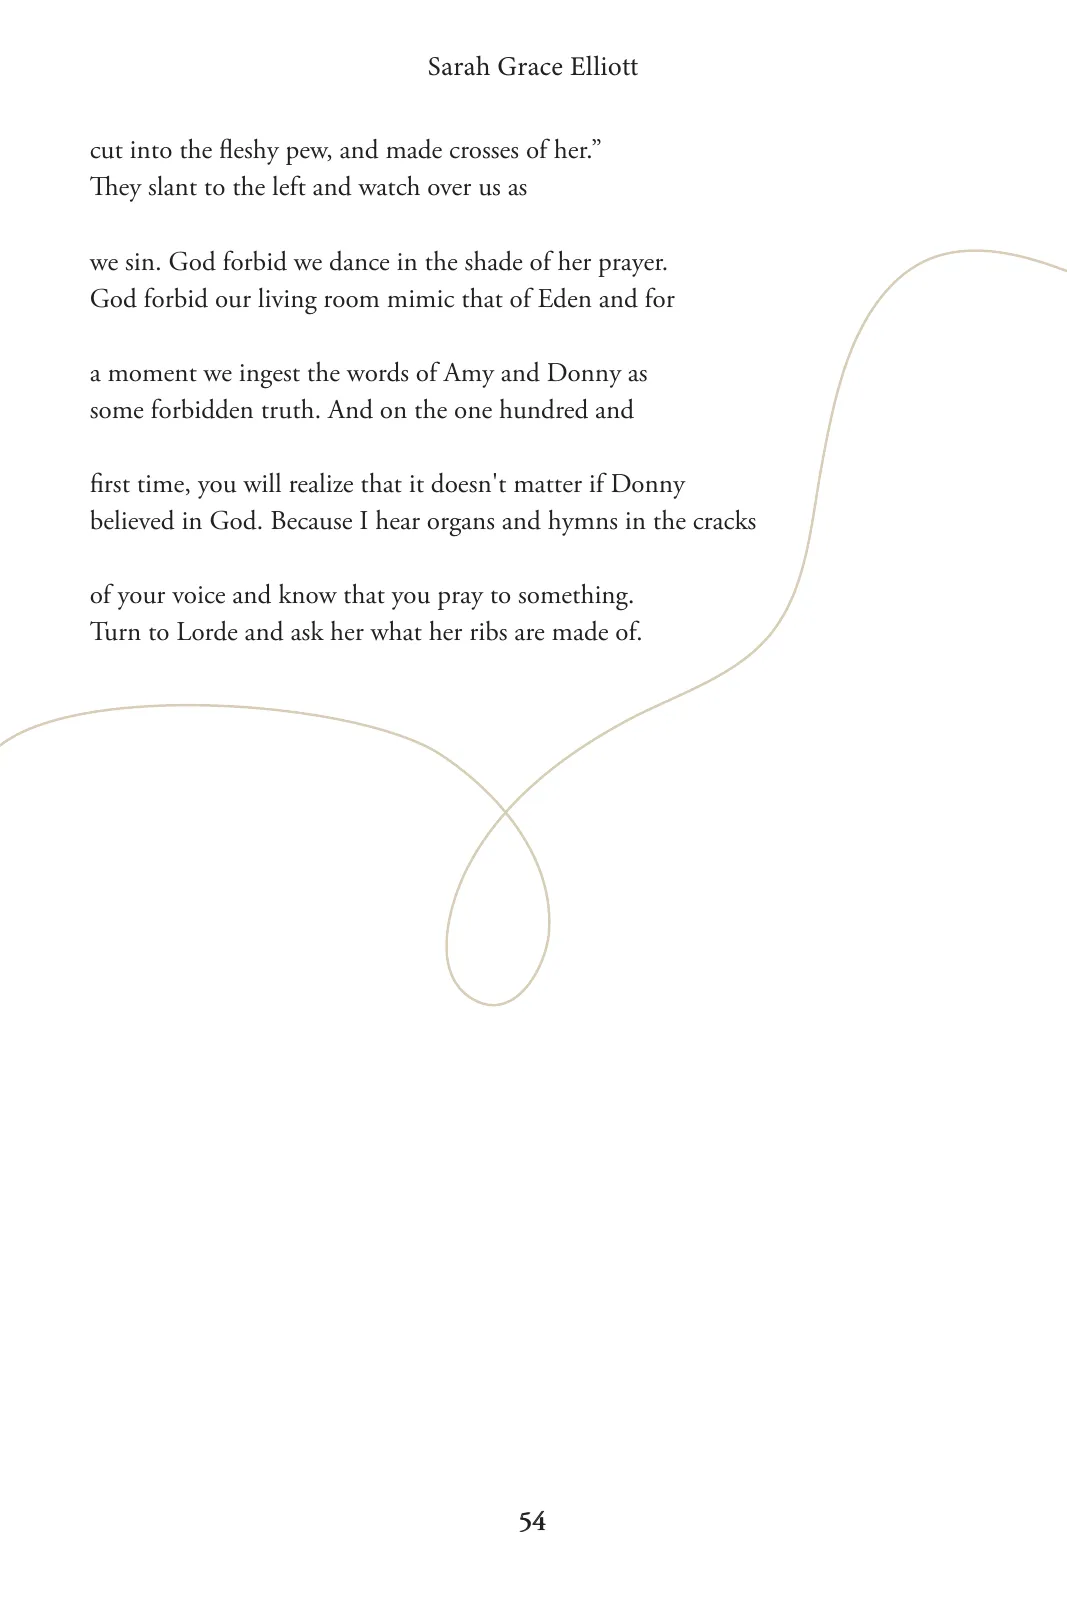 Sarah Grace Elliott
cut into the fleshy pew, and made crosses of her.”
They slant to the left and watch over us as
we sin. God forbid we dance in the shade of her prayer.
God forbid our living room mimic that of Eden and for
a moment we ingest the words of Amy and Donny as
some forbidden truth. And on the one hundred and
first time, you will realize that it doesn't matter if Donny
believed in God. Because I hear organs and hymns in the cracks
of your voice and know that you pray to something.
Turn to Lorde and ask her what her ribs are made of.
54